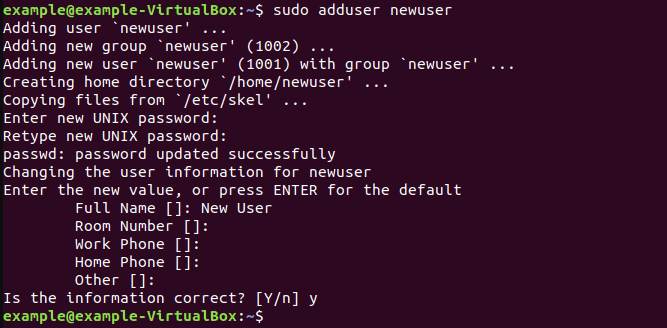 example@example-VirtualBox:~$ sudo adduser newuser
Adding user `newuser' ...
Adding new group `newuser' (1002) ...
Adding new user `newuser' (1001) with group `newuser' ...
Creating home directory `/home/newuser' ...
Copying files from `/etc/skel' ...
Enter new UNIX password:
Retype new UNIX password:
passwd: password updated successfully
Changing the user information for newuser
Enter the new value, or press ENTER for the default
        Full Name []: New User
        Room Number []:
        Work Phone []:
        Home Phone []:
        Other []:
Is the information correct? [Y/n] y
example@example-VirtualBox:~$